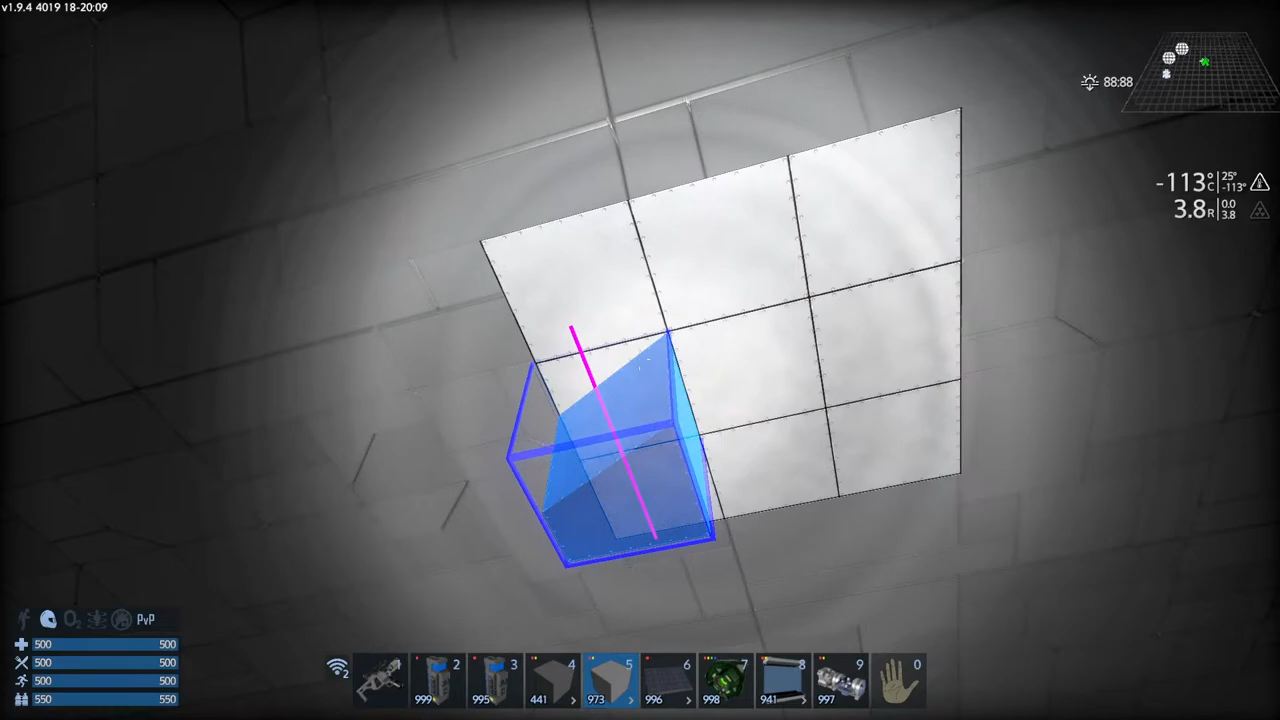 v1.9.4 4019 18-20:09
88:88
-113°C 25° -113°
3.8R 0.0 3.8
O2 PvP
500 500
500 500
500 500
550 550
2
2 3 4 5 6 7 8 9 0
999 995 441 973 996 998 941 997